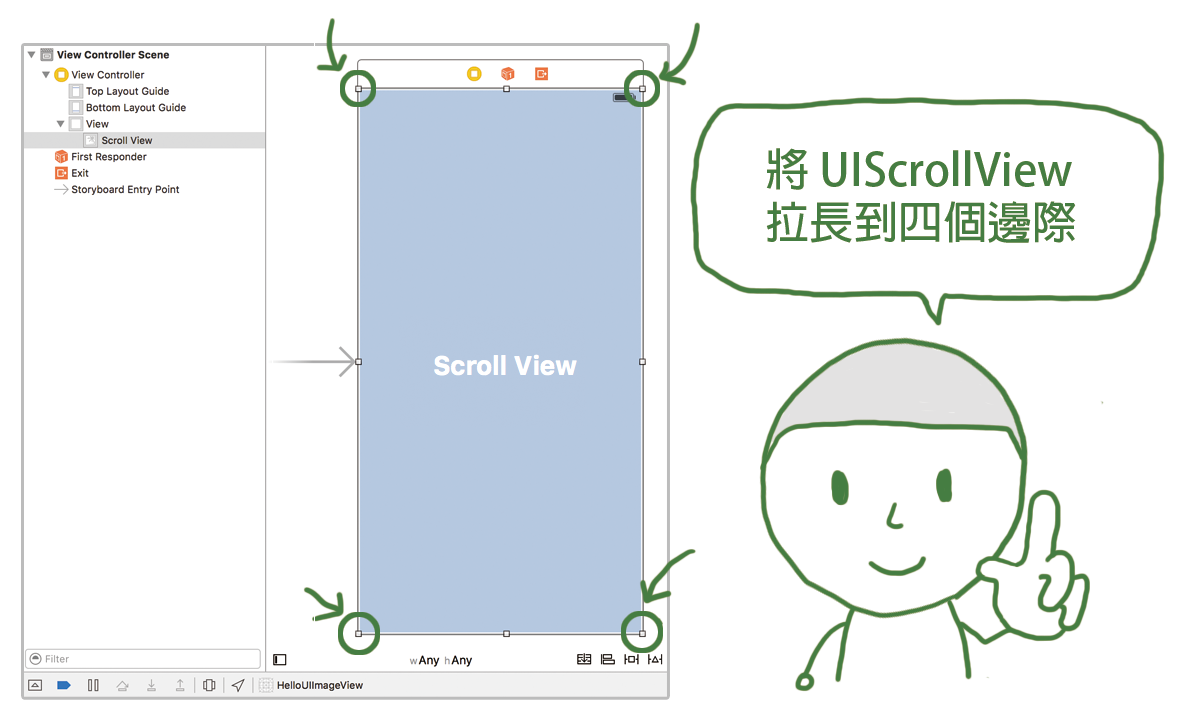 View Controller Scene
View Controller
Top Layout Guide
Bottom Layout Guide
View
Scroll View
First Responder
Exit
Storyboard Entry Point
Filter
Scroll View
wAny hAny
HelloUIImageView
將 UIScrollView
拉長到四個邊際